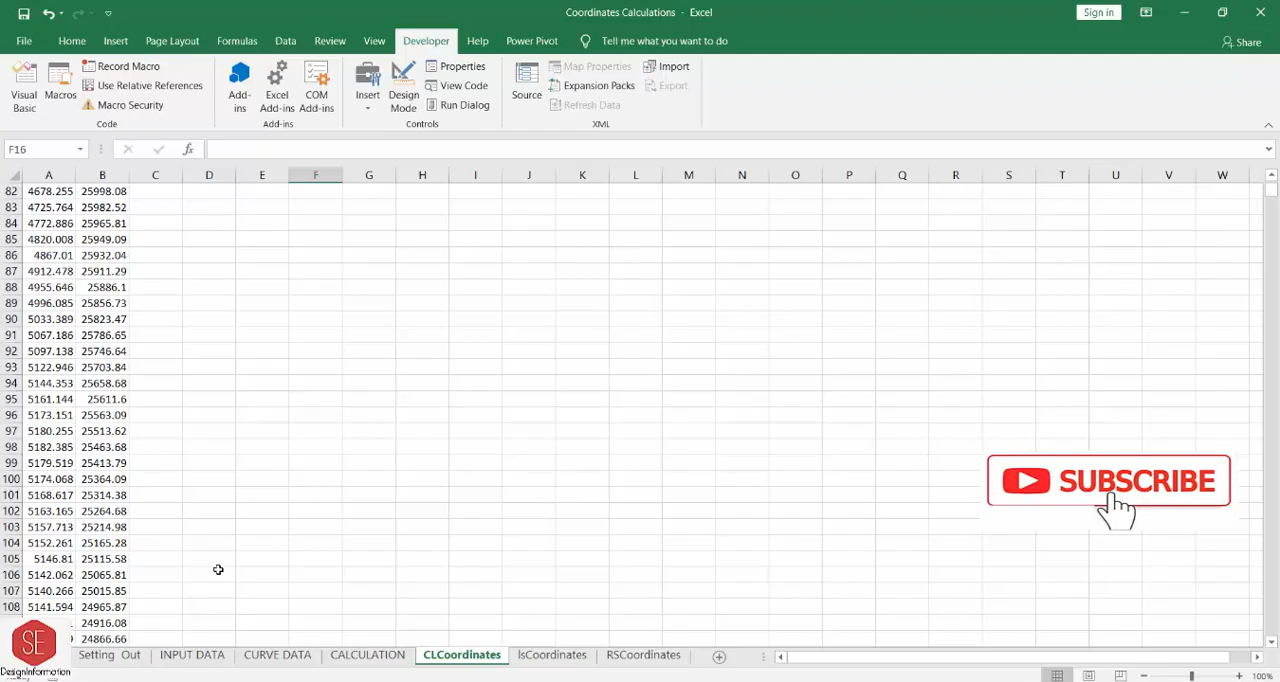 Coordinates Calculations - Excel
Sign in
File Home Insert Page Layout Formulas Data Review View Developer Help Power Pivot Tell me what you want to do Share
Visual Basic
Macros
Record Macro
Use Relative References
Macro Security
Code
Add-ins
Excel Add-ins
COM Add-ins
Add-ins
Insert
Design Mode
Properties
View Code
Run Dialog
Controls
Source
Map Properties
Expansion Packs
Refresh Data
Import
Export
XML
F16
fx
A B C D E F G H I J K L M N O P Q R S T U V W
82 4678.255 25998.08
83 4725.764 25982.52
84 4772.886 25965.81
85 4820.008 25949.09
86 4867.01 25932.04
87 4912.478 25911.29
88 4955.646 25886.1
89 4996.085 25856.73
90 5033.389 25823.47
91 5067.186 25786.65
92 5097.138 25746.64
93 5122.946 25703.84
94 5144.353 25658.68
95 5161.144 25611.6
96 5173.151 25563.09
97 5180.255 25513.62
98 5182.385 25463.68
99 5179.519 25413.79
100 5174.068 25364.09
101 5168.617 25314.38
102 5163.165 25264.68
103 5157.713 25214.98
104 5152.261 25165.28
105 5146.81 25115.58
106 5142.062 25065.81
107 5140.266 25015.85
108 5141.594 24965.87
24916.08
24866.66
SUBSCRIBE
SE
DesignInformation
Setting Out INPUT DATA CURVE DATA CALCULATION CLCoordinates lsCoordinates RSCoordinates
100%